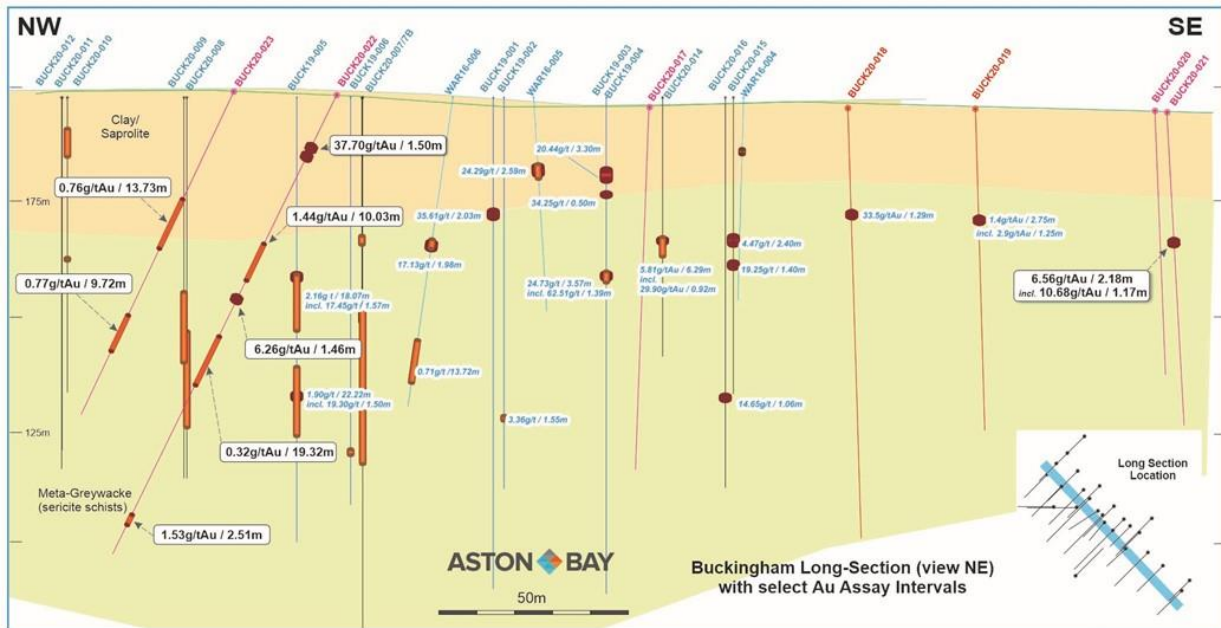 NW
SE
BUCK20-012
BUCK20-011
BUCK20-010
BUCK20-009
BUCK20-008
BUCK20-023
BUCK19-005
BUCK20-022
BUCK19-006
BUCK20-007/7B
WAR16-006
BUCK19-001
BUCK19-002
WAR16-005
BUCK19-003
BUCK19-004
BUCK20-017
BUCK20-014
BUCK20-016
BUCK20-015
WAR16-004
BUCK20-018
BUCK20-019
BUCK20-020
BUCK20-021
Clay/
Saprolite
37.70g/tAu / 1.50m
20.44g/t / 3.30m
24.29g/t / 2.59m
0.76g/tAu / 13.73m
34.25g/t / 0.50m
175m
1.44g/tAu / 10.03m
35.61g/t / 2.03m
33.5g/tAu / 1.29m
1.4g/tAu / 2.75m
incl. 2.9g/tAu / 1.25m
4.47g/t / 2.40m
17.13g/t / 1.98m
5.81g/tAu / 6.29m
incl.
29.90g/tAu / 0.92m
19.25g/t / 1.40m
0.77g/tAu / 9.72m
24.73g/t / 3.57m
incl. 62.51g/t / 1.39m
6.56g/tAu / 2.18m
incl. 10.68g/tAu / 1.17m
2.16g t / 18.07m
incl. 17.45g/t / 1.57m
6.26g/tAu / 1.46m
0.71g/t /13.72m
1.90g/t / 22.22m
incl. 19.30g/t / 1.50m
14.65g/t / 1.06m
3.36g/t / 1.55m
125m
0.32g/tAu / 19.32m
Long Section
Location
Meta-Greywacke
(sericite schists)
1.53g/tAu / 2.51m
ASTON BAY
50m
Buckingham Long-Section (view NE)
with select Au Assay Intervals